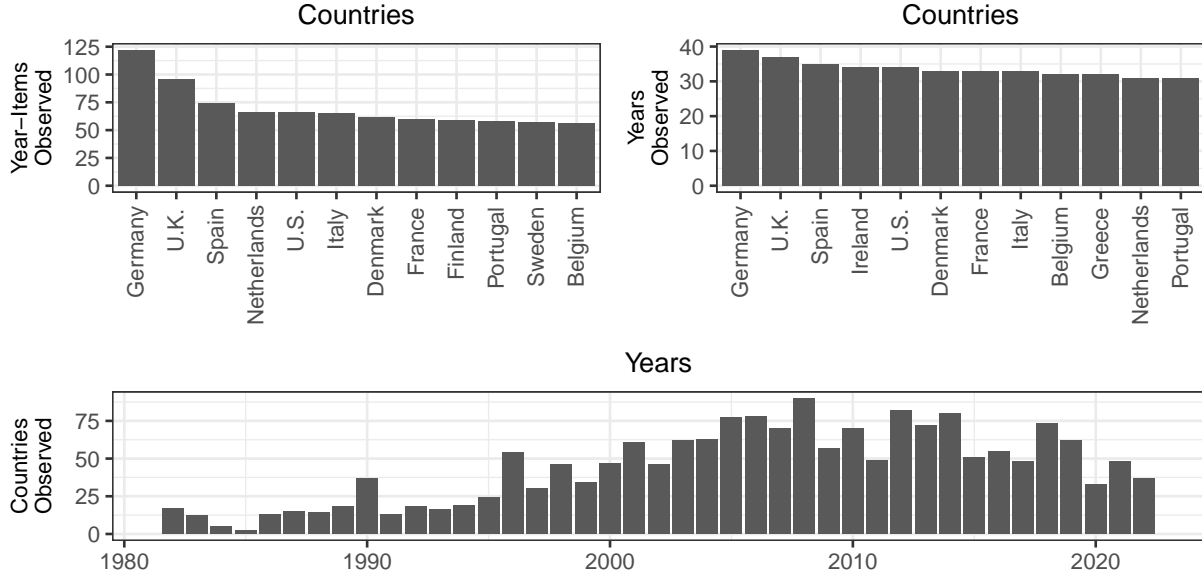 Countries
Year−Items
Observed
125
100
75
50
25
0
Germany
U.K.
Spain
Netherlands
U.S.
Italy
Denmark
France
Finland
Portugal
Sweden
Belgium
Countries
Years
Observed
40
30
20
10
0
Germany
U.K.
Spain
Ireland
U.S.
Denmark
France
Italy
Belgium
Greece
Netherlands
Portugal
Years
Countries
Observed
75
50
25
0
1980
1990
2000
2010
2020